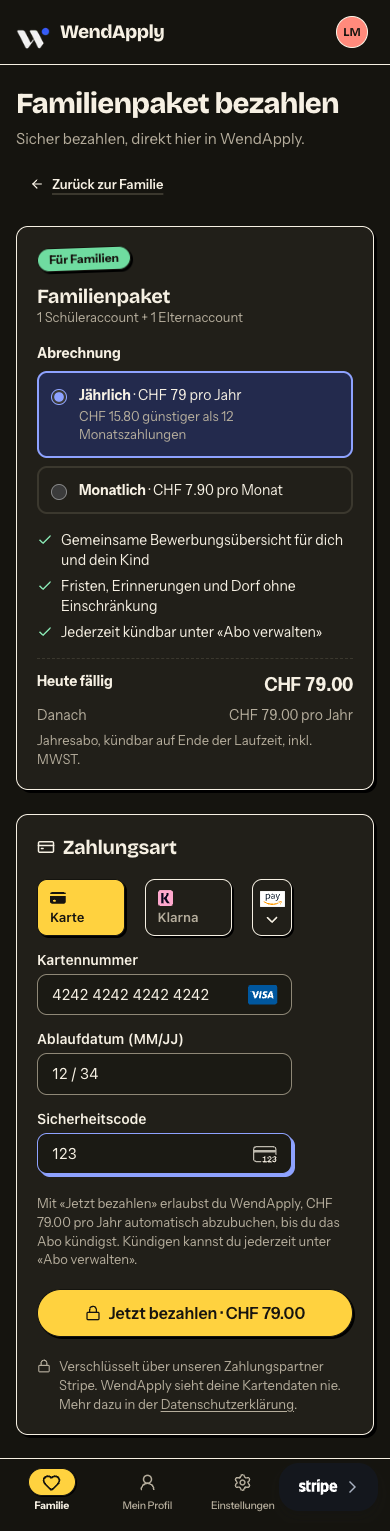 WendApply
LM
Familienpaket bezahlen
Sicher bezahlen, direkt hier in WendApply.
Zurück zur Familie
Für Familien
Familienpaket
1 Schüleraccount + 1 Elternaccount
Abrechnung
Jährlich · CHF 79 pro Jahr
CHF 15.80 günstiger als 12
Monatszahlungen
Monatlich · CHF 7.90 pro Monat
Gemeinsame Bewerbungsübersicht für dich
und dein Kind
Fristen, Erinnerungen und Dorf ohne
Einschränkung
Jederzeit kündbar unter «Abo verwalten»
Heute fällig CHF 79.00
Danach CHF 79.00 pro Jahr
Jahresabo, kündbar auf Ende der Laufzeit, inkl.
MWST.
Zahlungsart
K pay
Karte Klarna
Kartennummer
4242 4242 4242 4242 VISA
Ablaufdatum (MM/JJ)
12 / 34
Sicherheitscode
123 123
Mit «Jetzt bezahlen» erlaubst du WendApply, CHF
79.00 pro Jahr automatisch abzubuchen, bis du das
Abo kündigst. Kündigen kannst du jederzeit unter
«Abo verwalten».
Jetzt bezahlen · CHF 79.00
Verschlüsselt über unseren Zahlungspartner
Stripe. WendApply sieht deine Kartendaten nie.
Mehr dazu in der Datenschutzerklärung.
Familie Mein Profil Einstellungen stripe